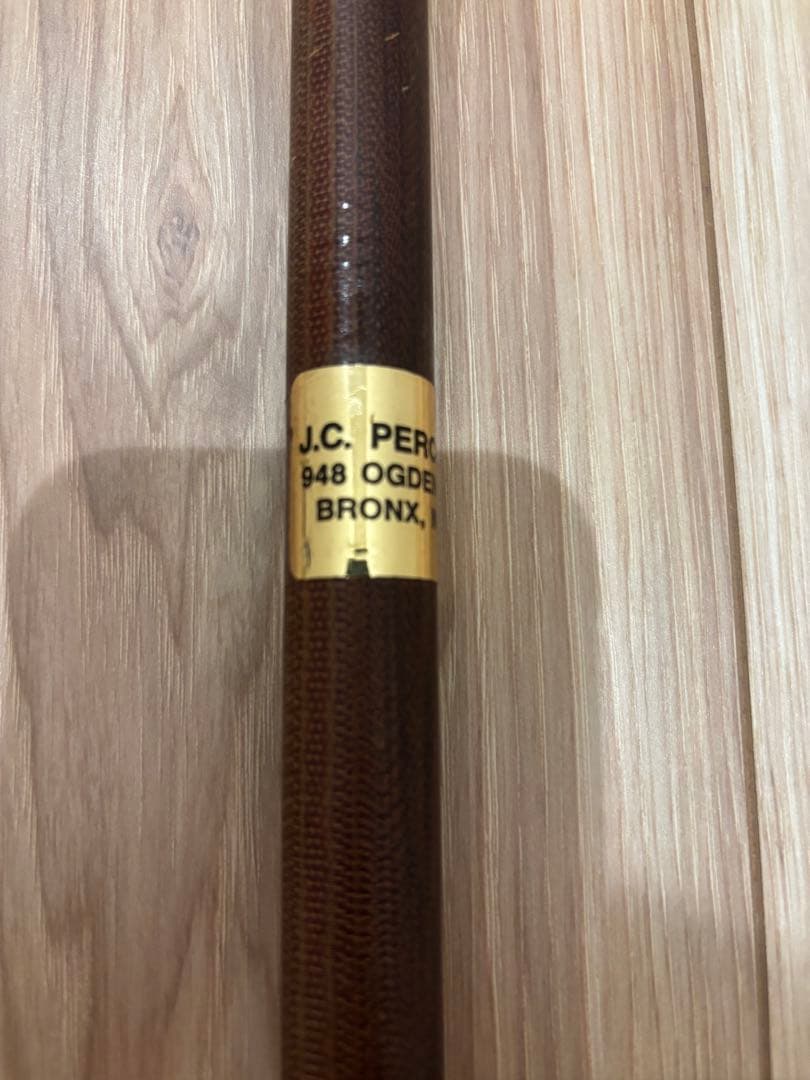 J.C. PERC
948 OGDE
BRONX,